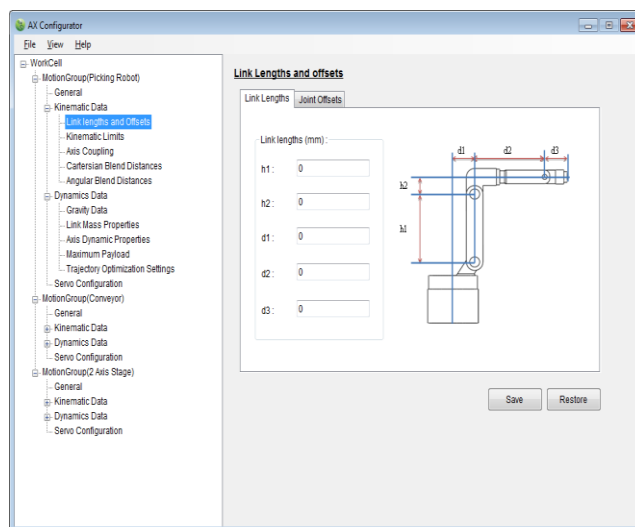 AX Configurator
File View Help
WorkCell
MotionGroup(Picking Robot)
General
Kinematic Data
Link lengths and Offsets
Kinematic Limits
Axis Coupling
Cartersian Blend Distances
Angular Blend Distances
Dynamics Data
Gravity Data
Link Mass Properties
Axis Dynamic Properties
Maximum Payload
Trajectory Optimization Settings
Servo Configuration
MotionGroup(Conveyor)
General
Kinematic Data
Dynamics Data
Servo Configuration
MotionGroup(2 Axis Stage)
General
Kinematic Data
Dynamics Data
Servo Configuration
Link Lengths and offsets
Link Lengths Joint Offsets
Link lengths (mm) :
h1 : 0
h2 : 0
d1 : 0
d2 : 0
d3 : 0
d1 d2 d3
h2
h1
Save Restore